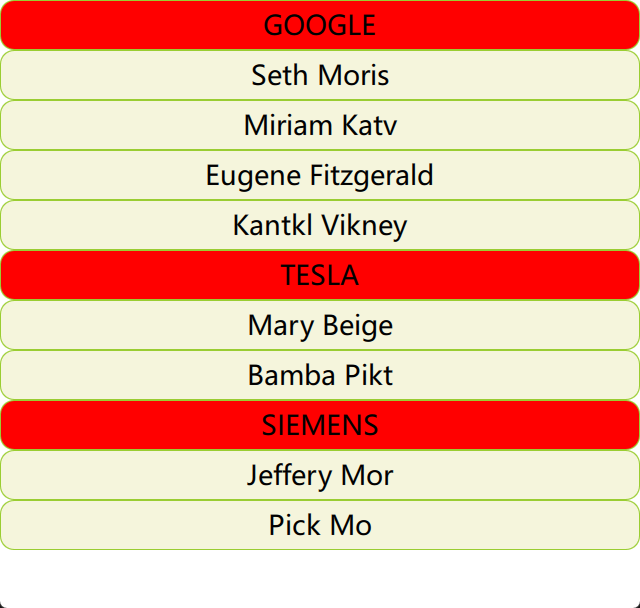 GOOGLE
Seth Moris
Miriam Katv
Eugene Fitzgerald
Kantkl Vikney
TESLA
Mary Beige
Bamba Pikt
SIEMENS
Jeffery Mor
Pick Mo